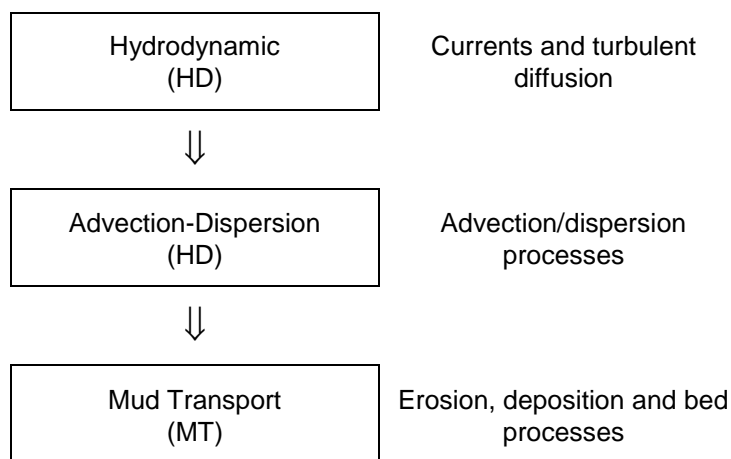 Hydrodynamic
(HD)
Currents and turbulent
diffusion
⇓
Advection-Dispersion
(HD)
Advection/dispersion
processes
⇓
Mud Transport
(MT)
Erosion, deposition and bed
processes